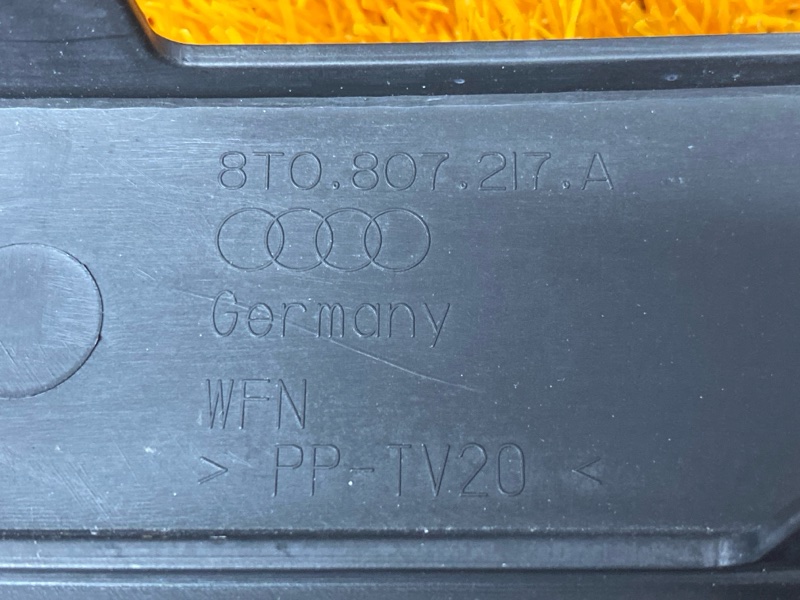 8T0.807.217.A
Germany
WFN
> PP-TV20 <